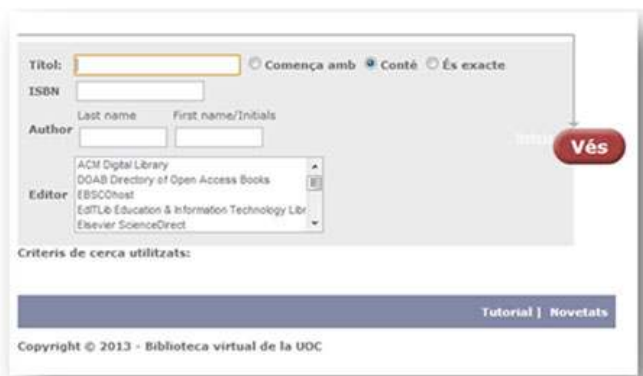 Títol: Comença amb Conté És exacte
ISBN
Last name First name/Initials
Author
Vés
ACM Digital Library
DOAB Directory of Open Access Books
Editor EBSCOhost
EdITLib Education & Information Technology Libr
Elsevier ScienceDirect
Criteris de cerca utilitzats:
Tutorial | Novetats
Copyright © 2013 - Biblioteca virtual de la UOC